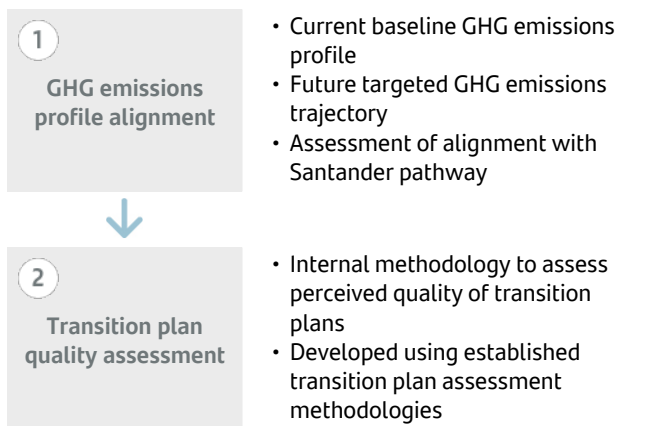 1
GHG emissions
profile alignment
• Current baseline GHG emissions
profile
• Future targeted GHG emissions
trajectory
• Assessment of alignment with
Santander pathway
2
Transition plan
quality assessment
• Internal methodology to assess
perceived quality of transition
plans
• Developed using established
transition plan assessment
methodologies